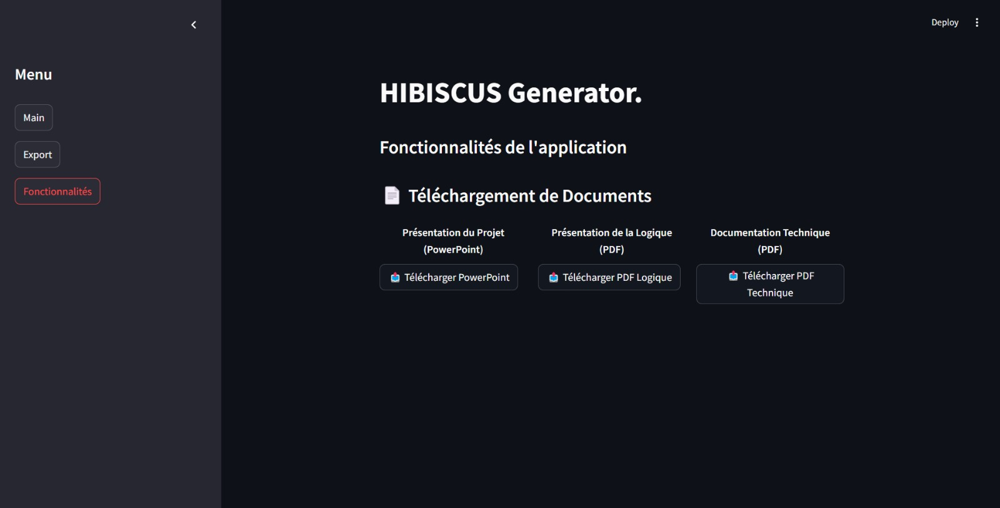 Deploy
Menu
Main
Export
Fonctionnalités
HIBISCUS Generator.
Fonctionnalités de l'application
Téléchargement de Documents
Présentation du Projet
(PowerPoint)
Télécharger PowerPoint
Présentation de la Logique
(PDF)
Télécharger PDF Logique
Documentation Technique
(PDF)
Télécharger PDF
Technique